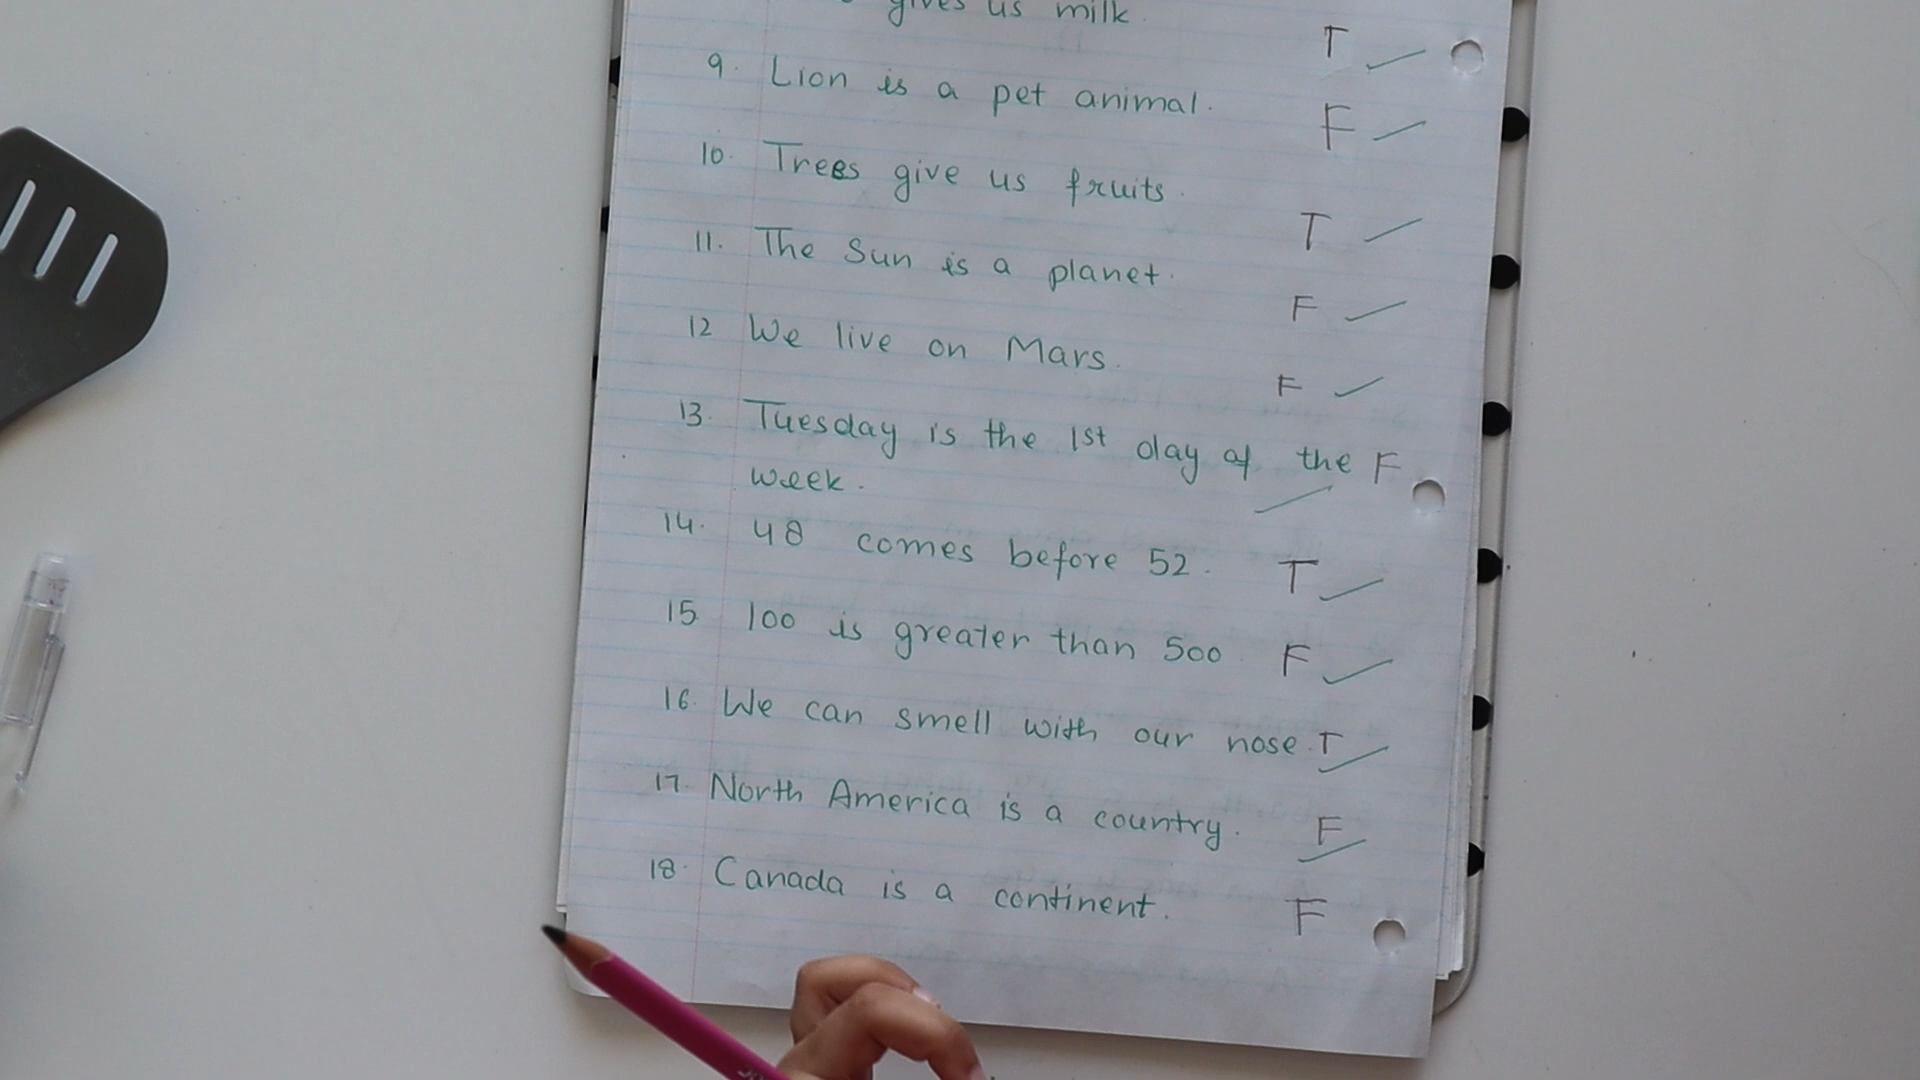 gives us milk. T
9. Lion is a pet animal. F
10. Trees give us fruits. T
11. The Sun is a planet. F
12 We live on Mars. F
13. Tuesday is the 1st day of the F
week.
14. 48 comes before 52. T
15 100 is greater than 500 F
16. We can smell with our nose. T
17. North America is a country. F
18. Canada is a continent. F